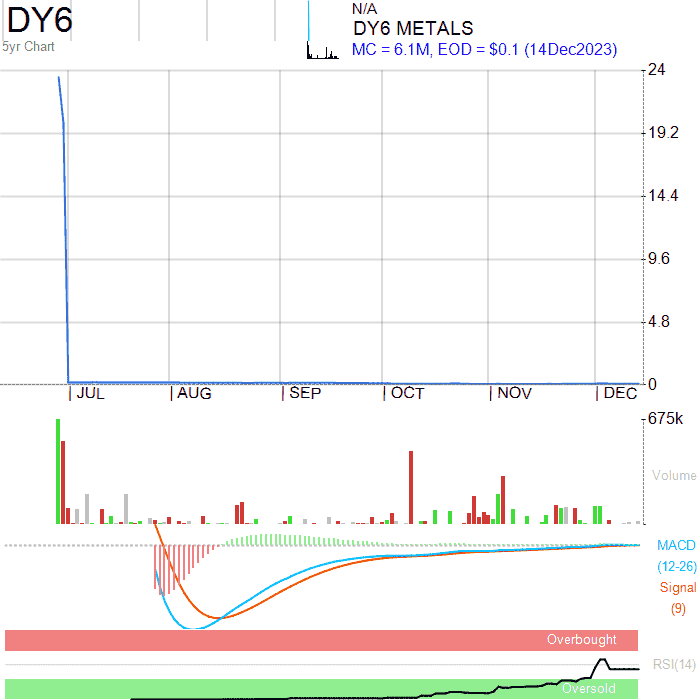 DY6
N/A
DY6 METALS
5yr Chart
MC = 6.1M, EOD = $0.1 (14Dec2023)
24
19.2
14.4
9.6
4.8
0
JUL AUG SEP OCT NOV DEC
675k
Volume
MACD
(12-26)
Signal
(9)
Overbought
RSI(14)
Oversold